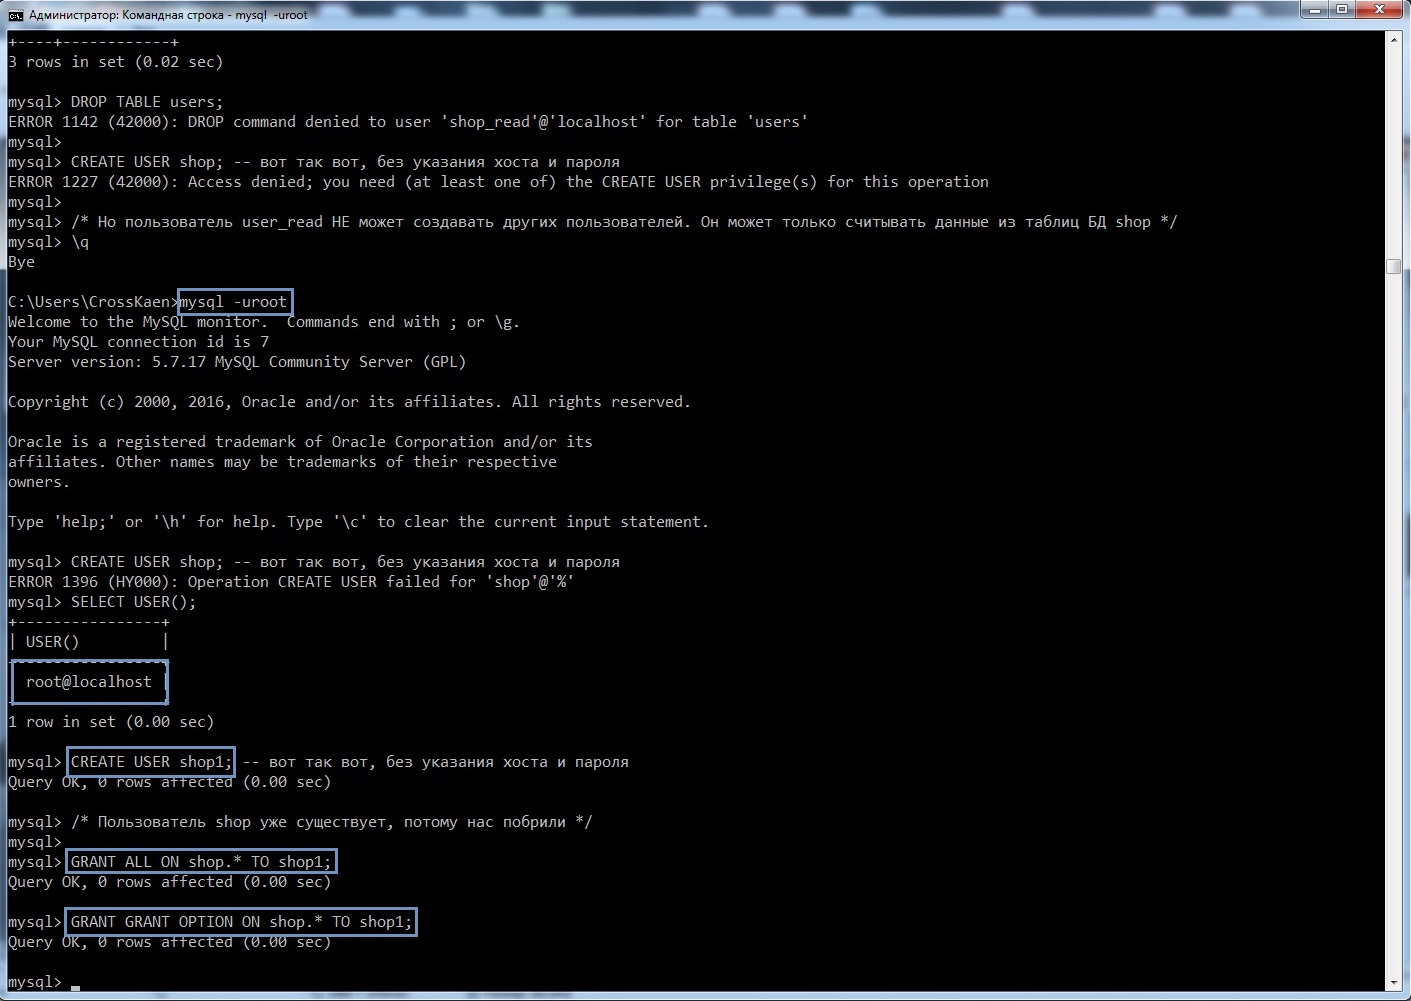 Администратор: Командная строка - mysql -uroot
+----+------------+
3 rows in set (0.02 sec)
mysql> DROP TABLE users;
ERROR 1142 (42000): DROP command denied to user 'shop_read'@'localhost' for table 'users'
mysql>
mysql> CREATE USER shop; -- вот так вот, без указания хоста и пароля
ERROR 1227 (42000): Access denied; you need (at least one of) the CREATE USER privilege(s) for this operation
mysql>
mysql> /* Но пользователь user_read НЕ может создавать других пользователей. Он может только считывать данные из таблиц БД shop */
mysql> \q
Bye
C:\Users\CrossKaen>mysql -uroot
Welcome to the MySQL monitor.  Commands end with ; or \g.
Your MySQL connection id is 7
Server version: 5.7.17 MySQL Community Server (GPL)
Copyright (c) 2000, 2016, Oracle and/or its affiliates. All rights reserved.
Oracle is a registered trademark of Oracle Corporation and/or its
affiliates. Other names may be trademarks of their respective
owners.
Type 'help;' or '\h' for help. Type '\c' to clear the current input statement.
mysql> CREATE USER shop; -- вот так вот, без указания хоста и пароля
ERROR 1396 (HY000): Operation CREATE USER failed for 'shop'@'%'
mysql> SELECT USER();
+----------------+
| USER()         |
root@localhost |
1 row in set (0.00 sec)
mysql> CREATE USER shop1; -- вот так вот, без указания хоста и пароля
Query OK, 0 rows affected (0.00 sec)
mysql> /* Пользователь shop уже существует, потому нас побрили */
mysql>
mysql> GRANT ALL ON shop.* TO shop1;
Query OK, 0 rows affected (0.00 sec)
mysql> GRANT GRANT OPTION ON shop.* TO shop1;
Query OK, 0 rows affected (0.00 sec)
mysql> _